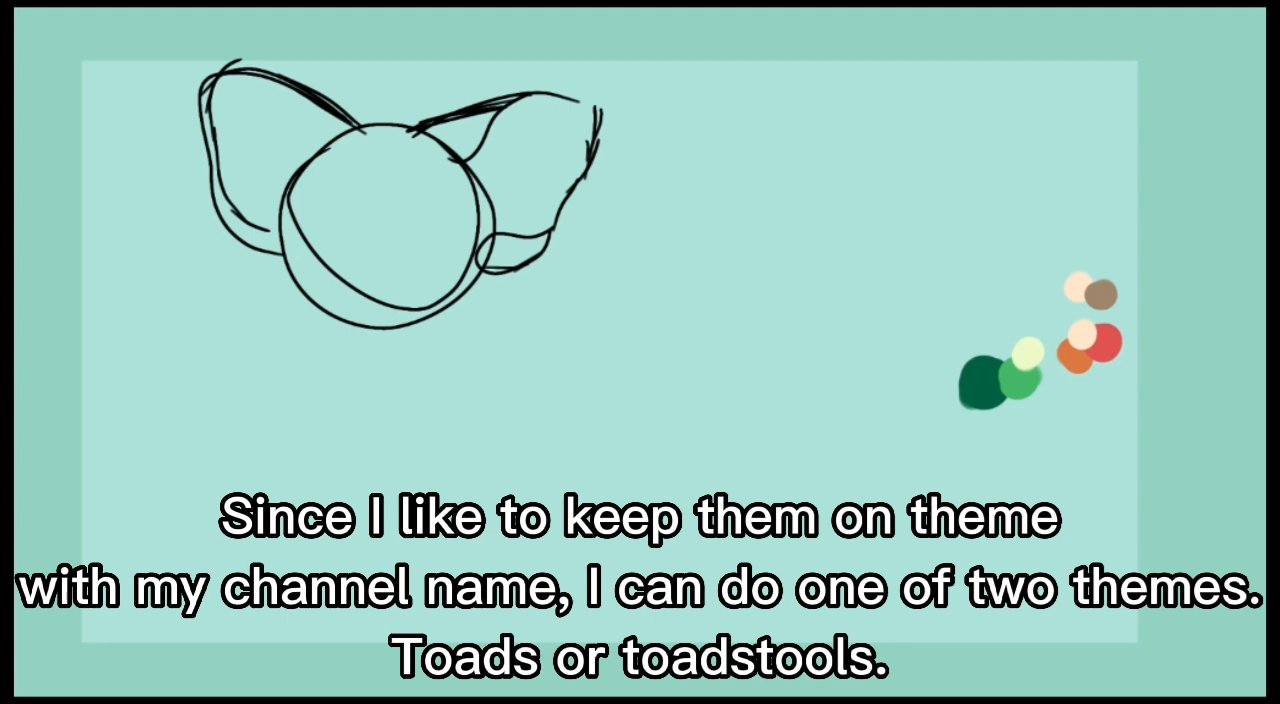 Since I like to keep them on theme
with my channel name, I can do one of two themes.
Toads or toadstools.